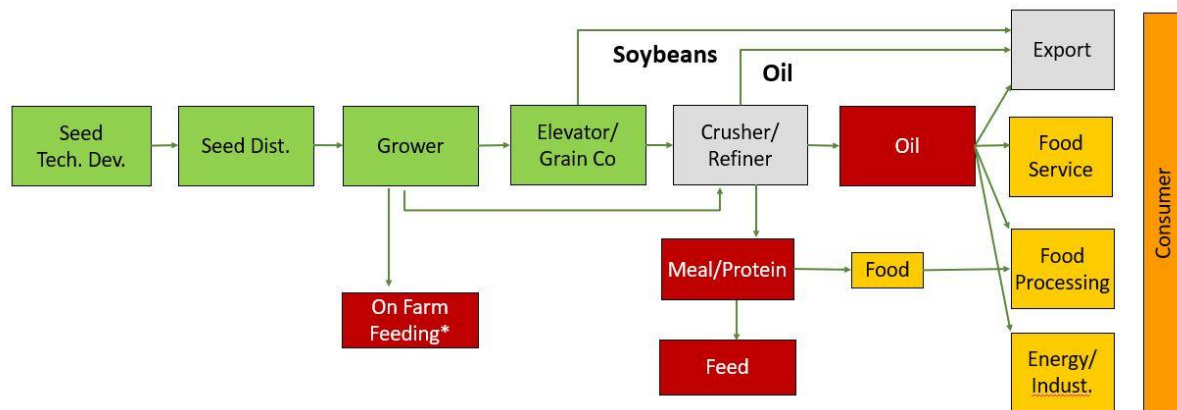 Soybeans
Oil
Export
Seed
Tech. Dev.
Seed Dist.
Grower
Elevator/
Grain Co
Crusher/
Refiner
Oil
Food
Service
Meal/Protein
Food
Food
Processing
On Farm
Feeding*
Feed
Energy/
Indust.
Consumer